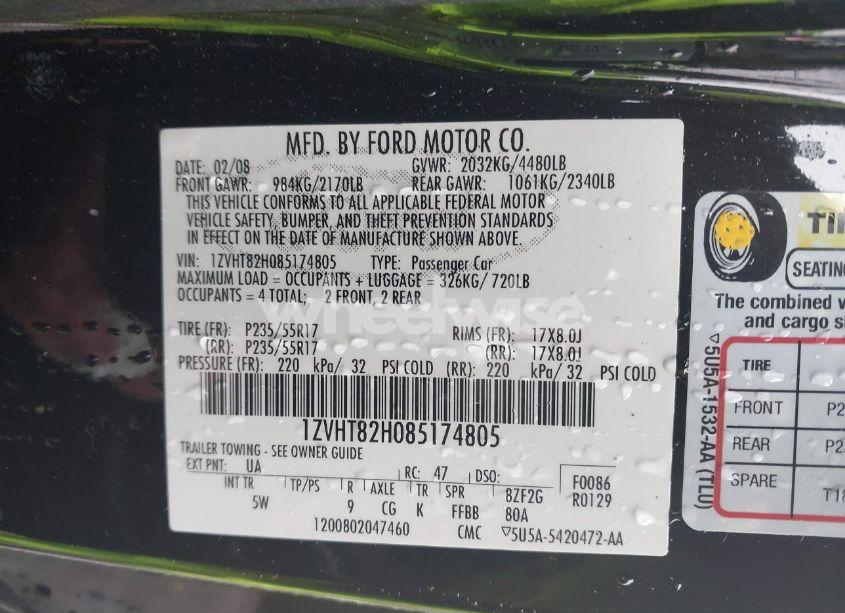 MFD. BY FORD MOTOR CO.
DATE: 02/08 GVWR: 2032KG/4480LB
FRONT GAWR: 984KG/2170LB REAR GAWR: 1061KG/2340LB
THIS VEHICLE CONFORMS TO ALL APPLICABLE FEDERAL MOTOR
VEHICLE SAFETY, BUMPER, AND THEFT PREVENTION STANDARDS
IN EFFECT ON THE DATE OF MANUFACTURE SHOWN ABOVE.
VIN: 1ZVHT82H085174805 TYPE: Passenger Car
MAXIMUM LOAD = OCCUPANTS + LUGGAGE = 326KG/720LB
OCCUPANTS = 4 TOTAL; 2 FRONT, 2 REAR
wheelwise
TIRE (FR): P235/55R17 RIMS (FR): 17X8.0J
(RR): P235/55R17 (RR): 17X8.0J
PRESSURE (FR): 220 kPa/ 32 PSI COLD (RR): 220 kPa/ 32 PSI COLD
1ZVHT82H085174805
TRAILER TOWING - SEE OWNER GUIDE
EXT PNT: UA RC: 47 DSO: F0086
INT TR TP/PS R AXLE TR SPR 8ZF2G R0129
5W 9 CG K FFBB 80A
1200802047460 CMC ▽5U5A-5420472-AA
TI
SEATING
The combined
and cargo
TIRE
FRONT P2
REAR P2
SPARE T18
▽5U5A-1532-AA (TLU)